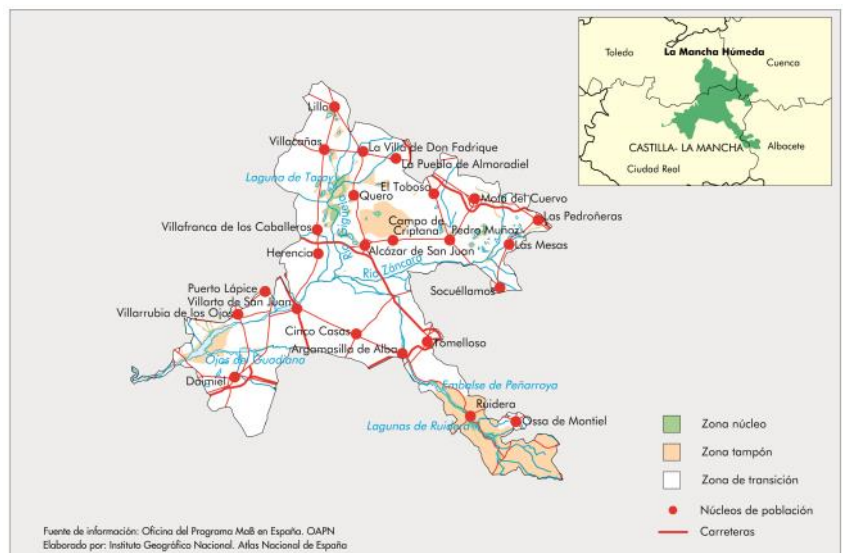 Toledo
La Mancha Húmeda
Cuenca
CASTILLA- LA MANCHA
Albacete
Ciudad Real
Lillo
Villacañas
La Villa de Don Fadrique
La Puebla de Almoradiel
Laguna de Taray
El Toboso
Quero
Mota del Cuervo
Río Gigüela
Las Pedroñeras
Villafranca de los Caballeros
Campo de
Criptana
Pedro Muñoz
Alcázar de San Juan
Las Mesas
Herencia
Río Záncara
Puerto Lápice
Socuéllamos
Villarta de San Juan
Villarrubia de los Ojos
Cinco Casas
Tomelloso
Argamasilla de Alba
Ojos del Guadiana
Daimiel
Embalse de Peñarroya
Ruidera
Lagunas de Ruidera
Ossa de Montiel
Zona núcleo
Zona tampón
Zona de transición
Núcleos de población
Carreteras
Fuente de información: Oficina del Programa MaB en España. OAPN
Elaborado por: Instituto Geográfico Nacional. Atlas Nacional de España